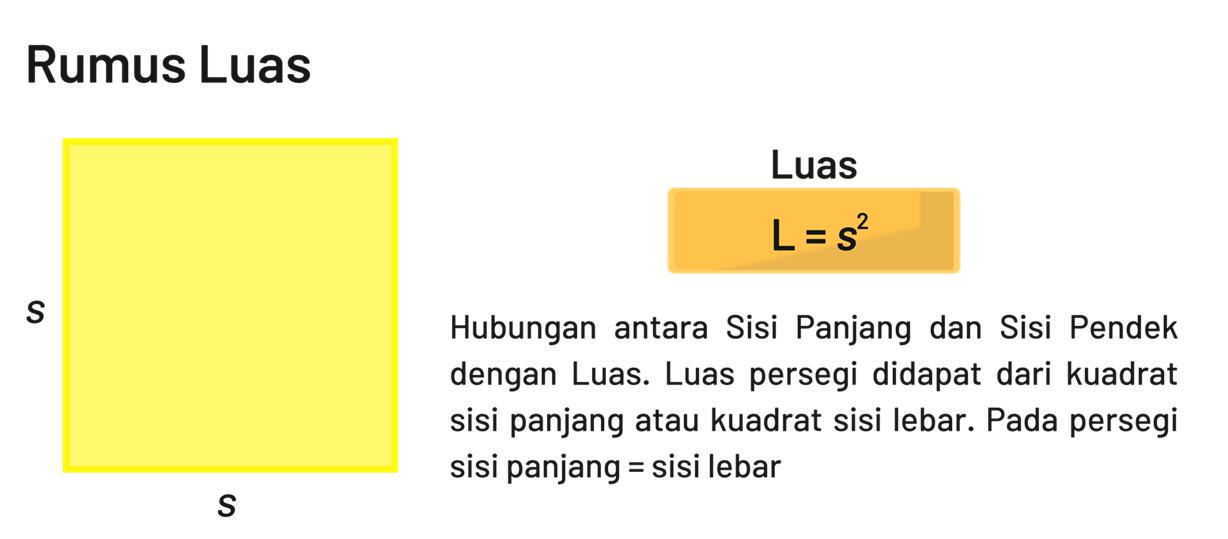 Rumus Luas
s
s
Luas
L = s²
Hubungan antara Sisi Panjang dan Sisi Pendek
dengan Luas. Luas persegi didapat dari kuadrat
sisi panjang atau kuadrat sisi lebar. Pada persegi
sisi panjang = sisi lebar